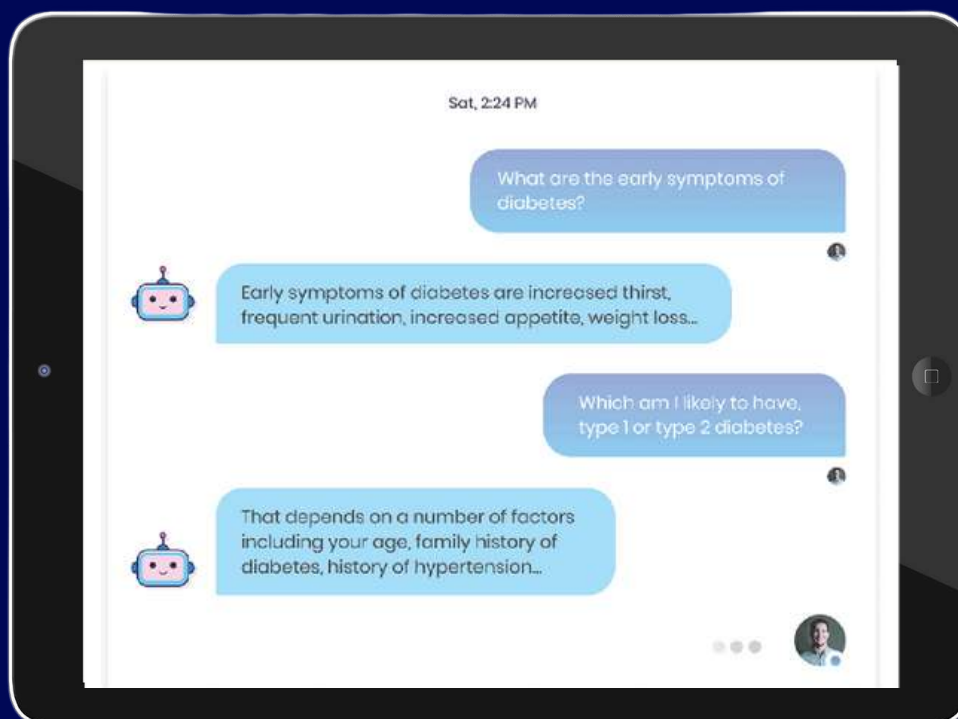 Sat, 2:24 PM
What are the early symptoms of
diabetes?
Early symptoms of diabetes are increased thirst,
frequent urination, increased appetite, weight loss...
Which am I likely to have,
type 1 or type 2 diabetes?
That depends on a number of factors
including your age, family history of
diabetes, history of hypertension...